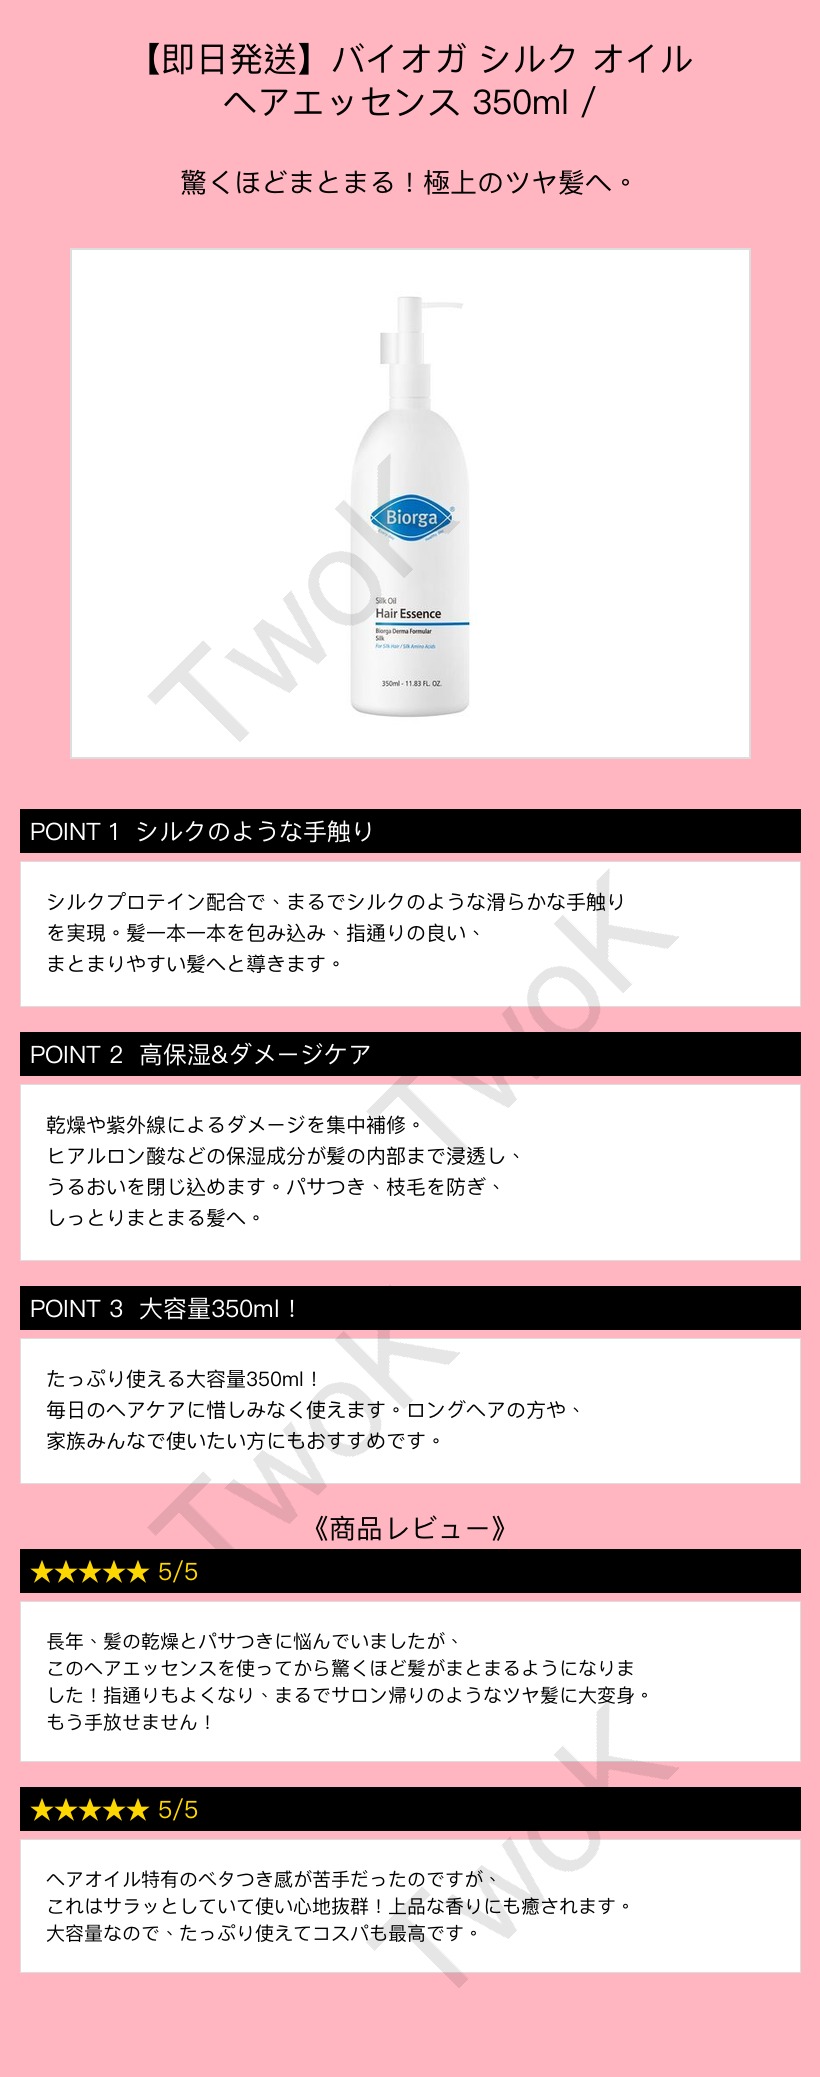 【即日発送】バイオガ シルク オイル
ヘアエッセンス 350ml /
驚くほどまとまる！極上のツヤ髪へ。
Biorga
Silk Oil
Hair Essence
Biorga Derma Formular
Silk
For Silk Hair / Silk Amino Acids
350ml - 11.83 FL. OZ.
TwoK
POINT 1 シルクのような手触り
シルクプロテイン配合で、まるでシルクのような滑らかな手触り
を実現。髪一本一本を包み込み、指通りの良い、
まとまりやすい髪へと導きます。
TwoK
POINT 2 高保湿&ダメージケア
乾燥や紫外線によるダメージを集中補修。
ヒアルロン酸などの保湿成分が髪の内部まで浸透し、
うるおいを閉じ込めます。パサつき、枝毛を防ぎ、
しっとりまとまる髪へ。
POINT 3 大容量350ml！
たっぷり使える大容量350ml！
毎日のヘアケアに惜しみなく使えます。ロングヘアの方や、
家族みんなで使いたい方にもおすすめです。
TwoK
《商品レビュー》
★★★★★ 5/5
長年、髪の乾燥とパサつきに悩んでいましたが、
このヘアエッセンスを使ってから驚くほど髪がまとまるようになりま
した！指通りもよくなり、まるでサロン帰りのようなツヤ髪に大変身。
もう手放せません！
★★★★★ 5/5
ヘアオイル特有のベタつき感が苦手だったのですが、
これはサラッとしていて使い心地抜群！上品な香りにも癒されます。
大容量なので、たっぷり使えてコスパも最高です。
TwoK